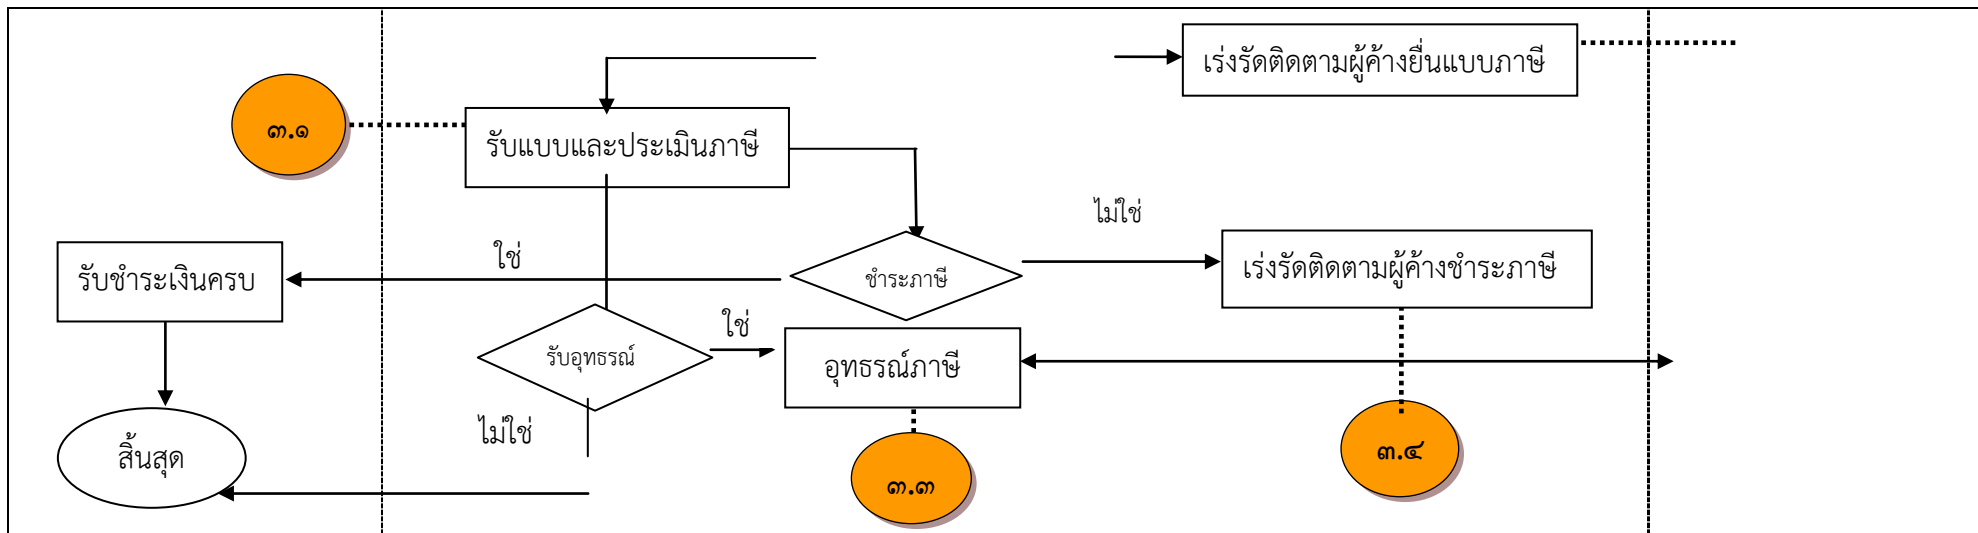 เร่งรัดติดตามผู้ค้างยื่นแบบภาษี
๓.๑
รับแบบและประเมินภาษี
ไม่ใช่
ใช่
รับชำระเงินครบ
ชำระภาษี
เร่งรัดติดตามผู้ค้างชำระภาษี
ใช่
รับอุทธรณ์
อุทธรณ์ภาษี
ไม่ใช่
สิ้นสุด
๓.๓
๓.๔